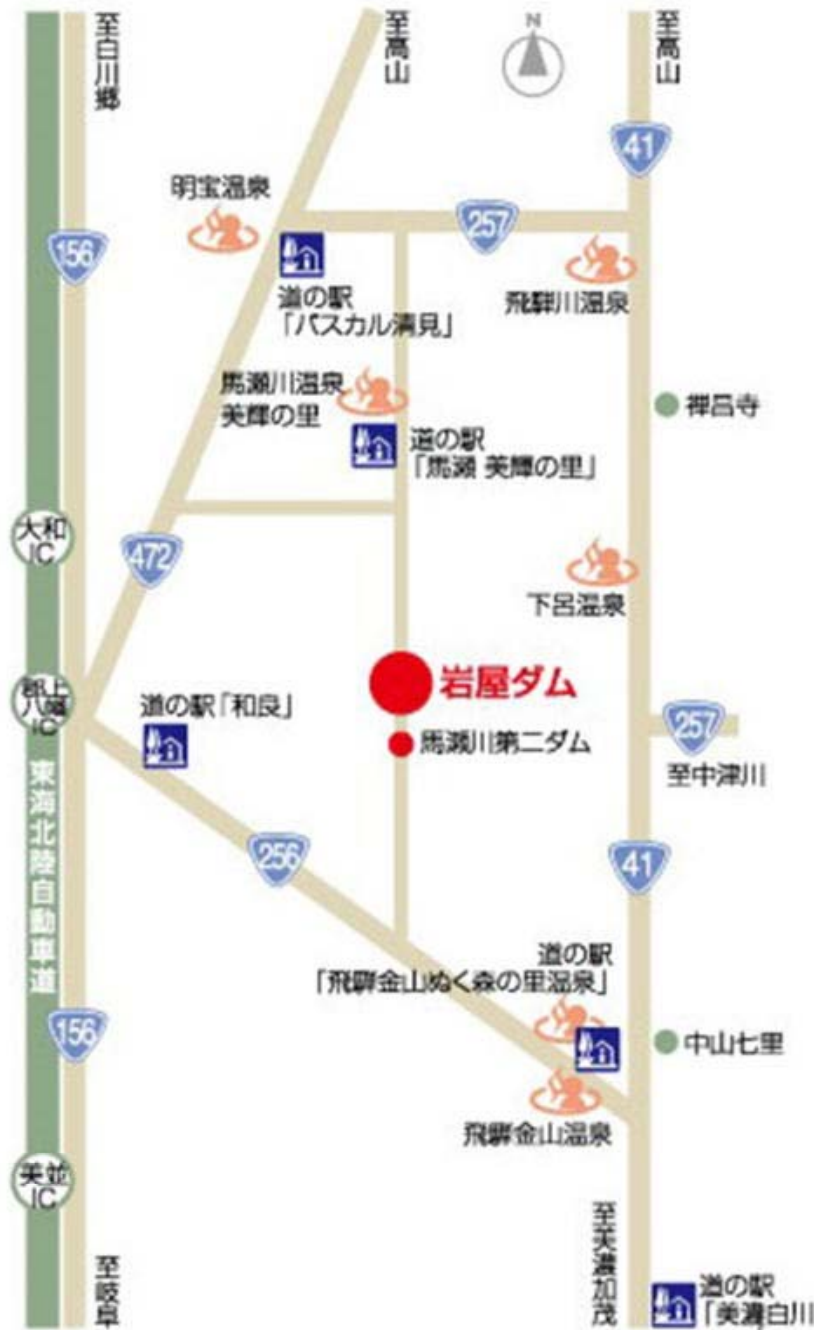 至白川郷
至高山
N
至高山
41
明宝温泉
156
257
道の駅
「パスカル清見」
飛騨川温泉
馬瀬川温泉
美輝の里
禅昌寺
道の駅
「馬瀬 美輝の里」
大和
IC
472
下呂温泉
岩屋ダム
郡上
八幡
IC
道の駅「和良」
馬瀬川第二ダム
257
至中津川
東海北陸自動車道
256
41
道の駅
「飛騨金山ぬく森の里温泉」
156
中山七里
飛騨金山温泉
美並
IC
至岐阜
至美濃加茂
道の駅
「美濃白川